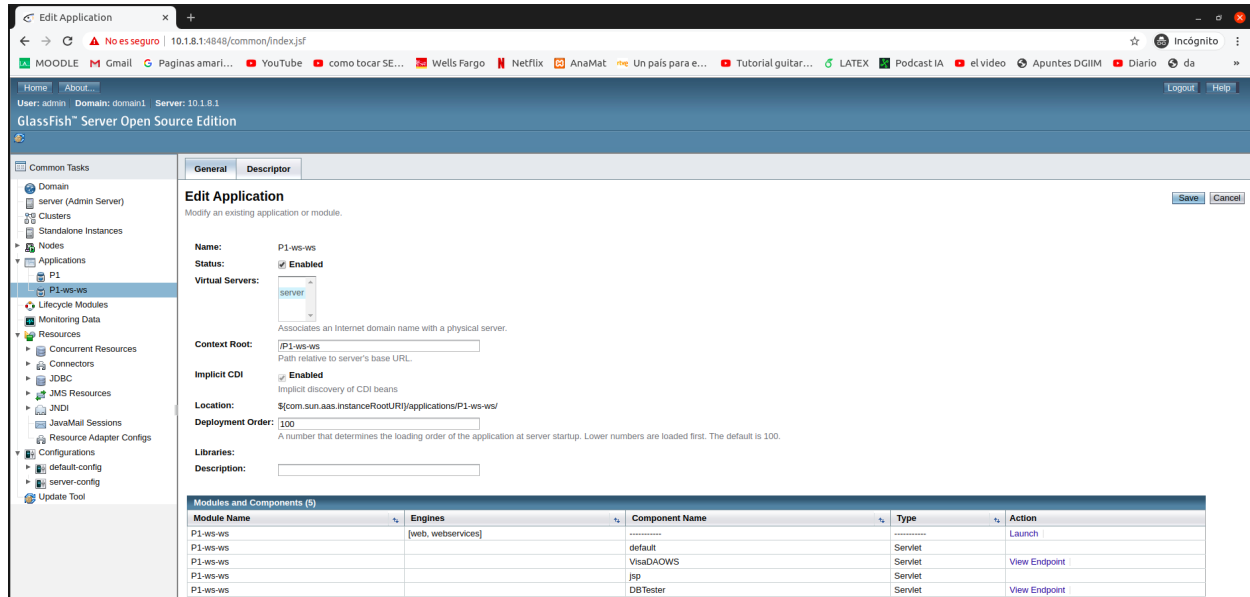 Edit Application
No es seguro 10.1.8.1:4848/common/index.jsf Incógnito
MOODLE Gmail Paginas amari... YouTube como tocar SE... Wells Fargo Netflix AnaMat Un país para e... Tutorial guitar... LATEX Podcast IA el video Apuntes DGIIM Diario da »
Home About... Logout Help
User: admin Domain: domain1 Server: 10.1.8.1
GlassFish™ Server Open Source Edition
Common Tasks
Domain
server (Admin Server)
Clusters
Standalone Instances
Nodes
Applications
P1
P1-ws-ws
Lifecycle Modules
Monitoring Data
Resources
Concurrent Resources
Connectors
JDBC
JMS Resources
JNDI
JavaMail Sessions
Resource Adapter Configs
Configurations
default-config
server-config
Update Tool
General Descriptor
Edit Application
Save Cancel
Modify an existing application or module.
Name: P1-ws-ws
Status: Enabled
Virtual Servers: server
Associates an Internet domain name with a physical server.
Context Root: /P1-ws-ws
Path relative to server's base URL.
Implicit CDI Enabled
Implicit discovery of CDI beans
Location: ${com.sun.aas.instanceRootURI}/applications/P1-ws-ws/
Deployment Order: 100
A number that determines the loading order of the application at server startup. Lower numbers are loaded first. The default is 100.
Libraries:
Description:
Modules and Components (5)
Module Name Engines Component Name Type Action
P1-ws-ws [web, webservices] ----------- ----------- Launch
P1-ws-ws default Servlet
P1-ws-ws VisaDAOWS Servlet View Endpoint
P1-ws-ws jsp Servlet
P1-ws-ws DBTester Servlet View Endpoint